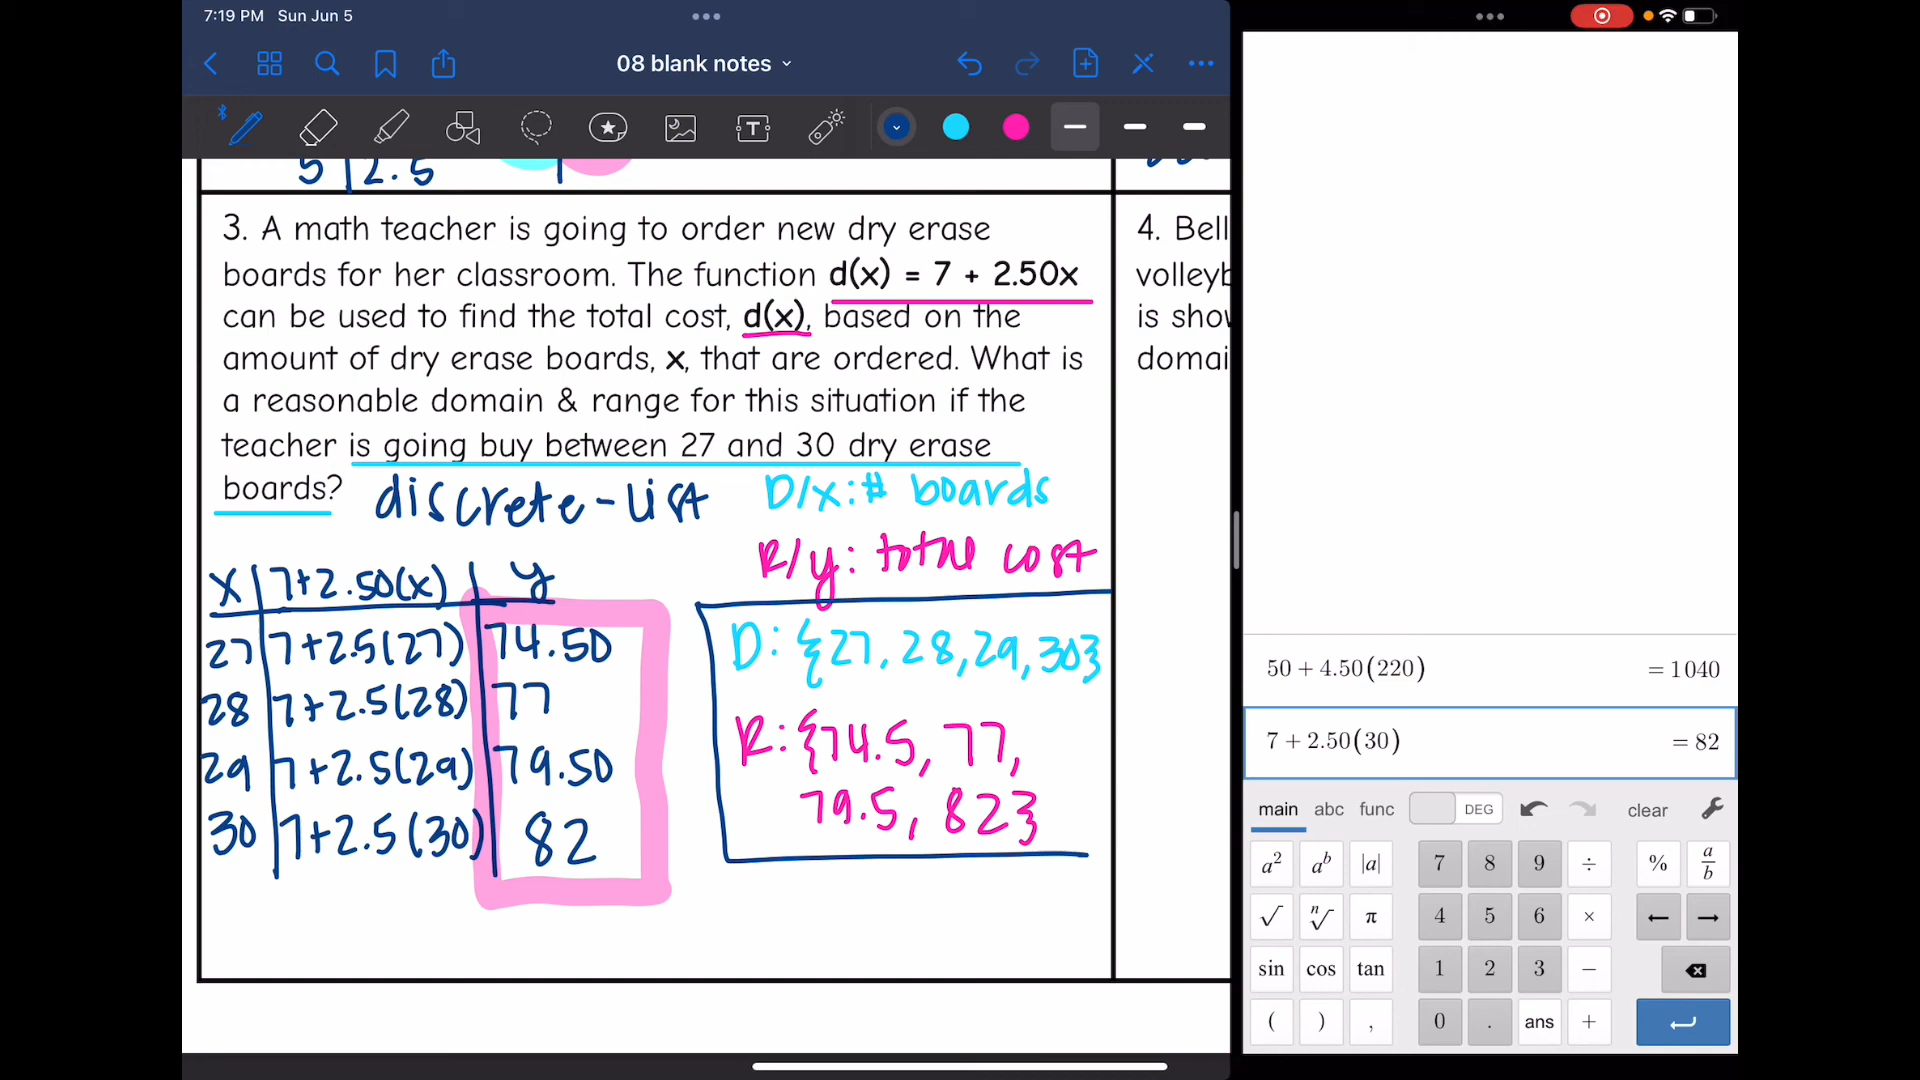 7:19 PM Sun Jun 5
08 blank notes
T
5 2.5
3. A math teacher is going to order new dry erase
boards for her classroom. The function d(x) = 7 + 2.50x
can be used to find the total cost, d(x), based on the
amount of dry erase boards, x, that are ordered. What is
a reasonable domain & range for this situation if the
teacher is going buy between 27 and 30 dry erase
boards?
discrete - list
D/x: # boards
R/y: total cost
x 7+2.50(x) y
27 7+2.5(27) 74.50
28 7+2.5(28) 77
29 7+2.5(29) 79.50
30 7+2.5(30) 82
D: {27, 28, 29, 30}
R: {74.5, 77,
79.5, 82}
4. Bell
volleyb
is show
domai
50 + 4.50(220) = 1040
7 + 2.50(30) = 82
main abc func DEG clear
a² aᵇ |a| 7 8 9 ÷ % a/b
√ ⁿ√ π 4 5 6 × ← →
sin cos tan 1 2 3 −
( ) , 0 . ans +